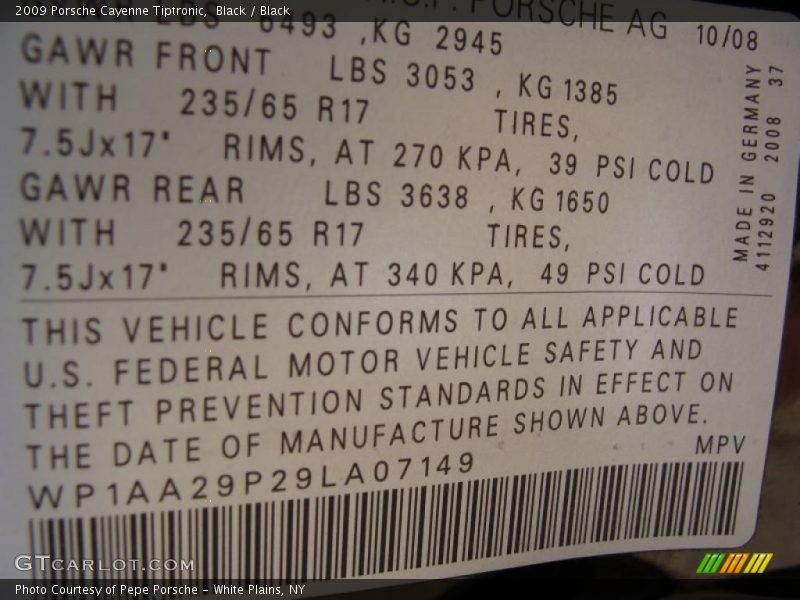 2009 Porsche Cayenne Tiptronic,  Black / Black
PORSCHE AG 10/08
LBS 6493 ,KG 2945
GAWR FRONT LBS 3053 , KG 1385
WITH 235/65 R17 TIRES,
7.5Jx17" RIMS, AT 270 KPA, 39 PSI COLD
GAWR REAR LBS 3638 , KG 1650
WITH 235/65 R17 TIRES,
7.5Jx17" RIMS, AT 340 KPA, 49 PSI COLD
MADE IN GERMANY
4112920 2008 37
THIS VEHICLE CONFORMS TO ALL APPLICABLE
U.S. FEDERAL MOTOR VEHICLE SAFETY AND
THEFT PREVENTION STANDARDS IN EFFECT ON
THE DATE OF MANUFACTURE SHOWN ABOVE.
WP1AA29P29LA07149 MPV
GTCARLOT.COM
Photo Courtesy of Pepe Porsche - White Plains, NY